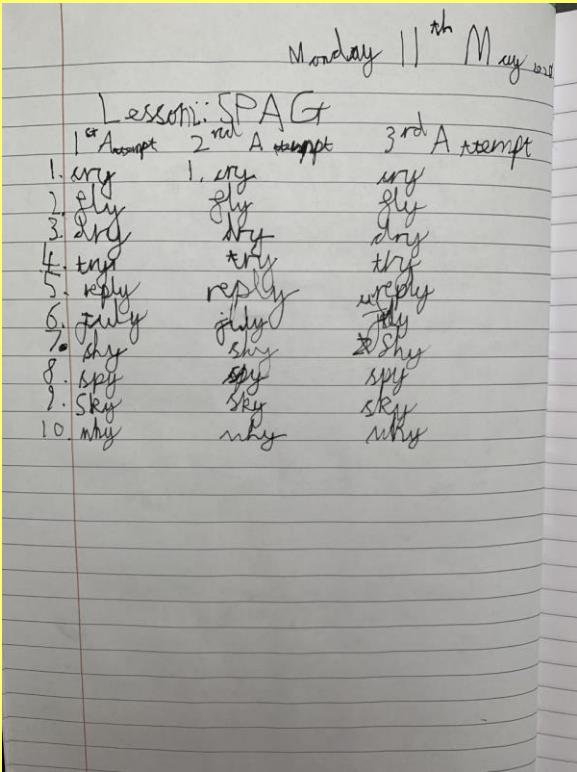 Monday 11th May 2020
Lesson: SPAG
1st Attempt 2nd Attempt 3rd Attempt
1. cry 1. cry cry
2. fly fly fly
3. dry dry dry
4. try try try
5. reply reply reply
6. July july July
7. shy shy shy
8. spy spy spy
9. Sky sky sky
10. why why why